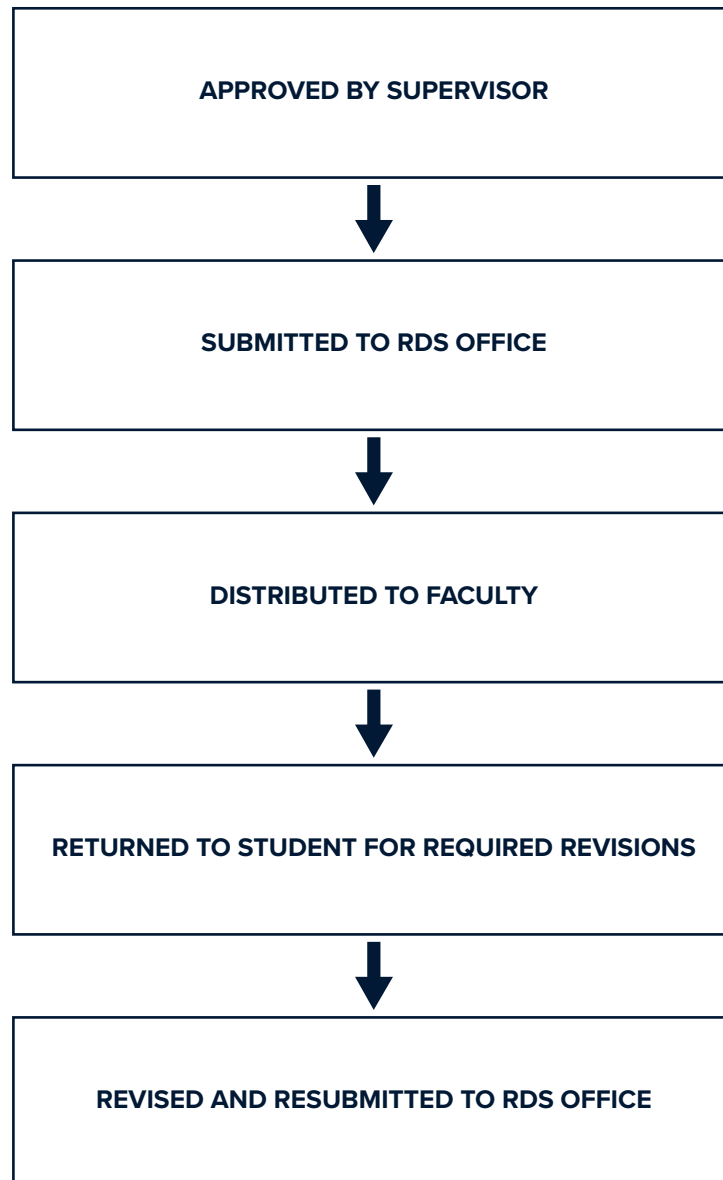 APPROVED BY SUPERVISOR
SUBMITTED TO RDS OFFICE
DISTRIBUTED TO FACULTY
RETURNED TO STUDENT FOR REQUIRED REVISIONS
REVISED AND RESUBMITTED TO RDS OFFICE